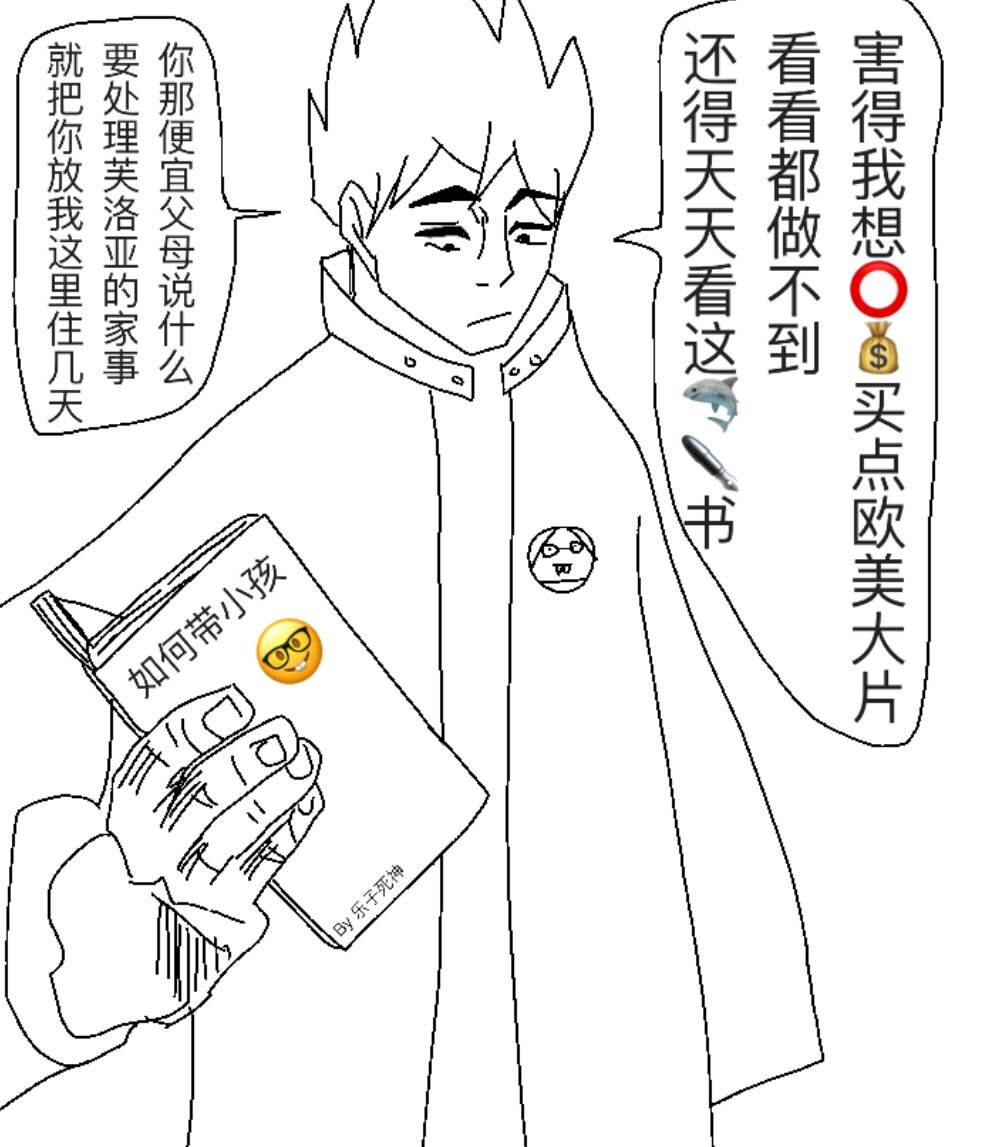 你那便宜父母说什么
要处理芙洛亚的家事
就把你放我这里住几天
害得我想⭕💰买点欧美大片
看看都做不到
还得天天看这🦈🖋️书
如何带小孩
🤓
By 乐子死神